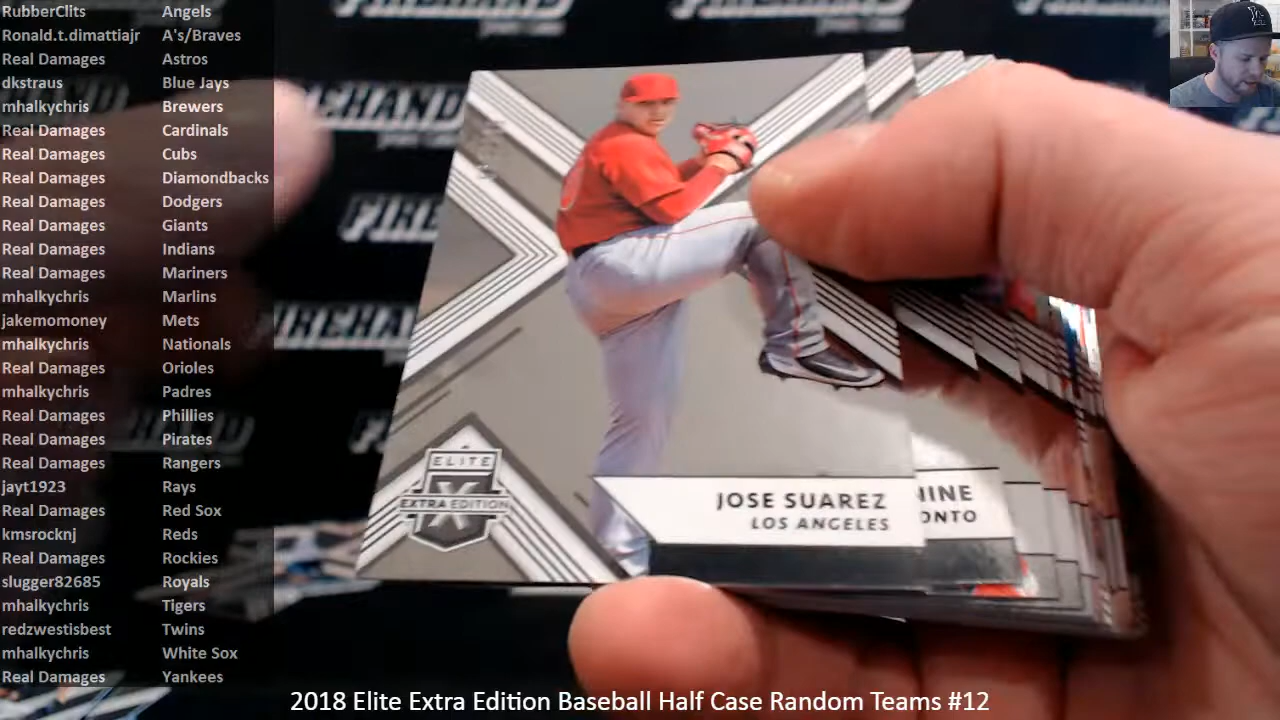 RubberClits Angels
Ronald.t.dimattiajr A's/Braves
Real Damages Astros
dkstraus Blue Jays
mhalkychris Brewers
Real Damages Cardinals
Real Damages Cubs
Real Damages Diamondbacks
Real Damages Dodgers
Real Damages Giants
Real Damages Indians
Real Damages Mariners
mhalkychris Marlins
jakemomoney Mets
mhalkychris Nationals
Real Damages Orioles
mhalkychris Padres
Real Damages Phillies
Real Damages Pirates
Real Damages Rangers
jayt1923 Rays
Real Damages Red Sox
kmsrocknj Reds
Real Damages Rockies
slugger82685 Royals
mhalkychris Tigers
redzwestisbest Twins
mhalkychris White Sox
Real Damages Yankees
FIREHAND
ELITE
EXTRA EDITION
JOSE SUAREZ
LOS ANGELES
NINE
ONTO
2018 Elite Extra Edition Baseball Half Case Random Teams #12